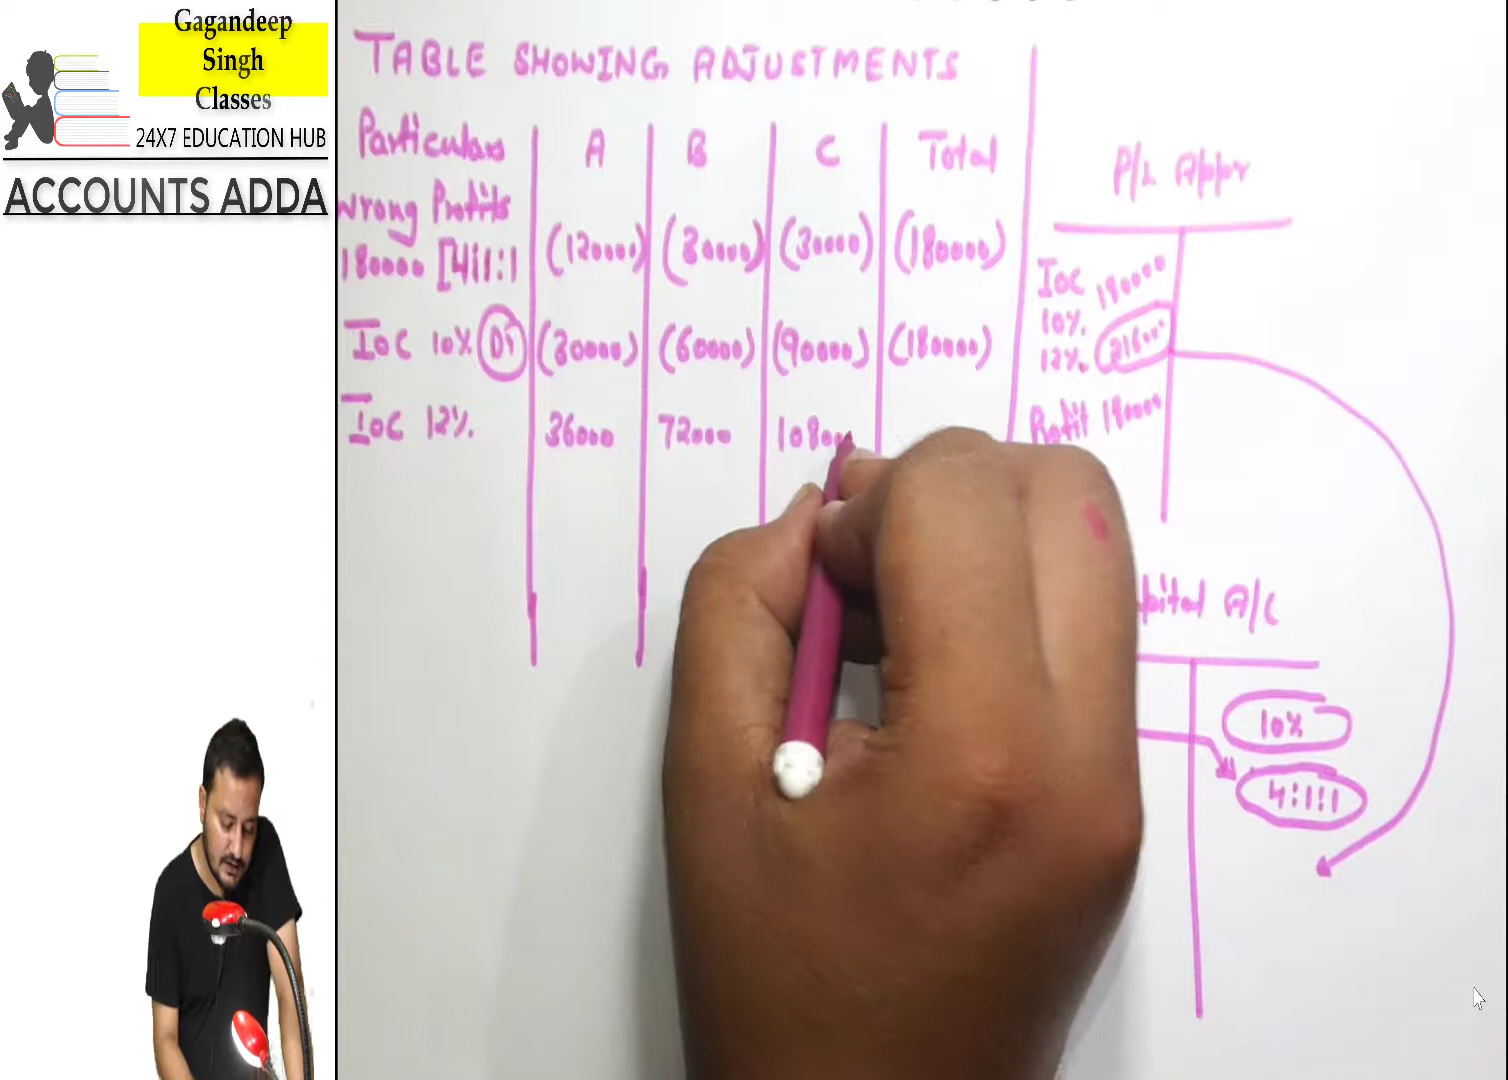 Gagandeep
Singh
Classes
24X7 EDUCATION HUB
ACCOUNTS ADDA
TABLE SHOWING ADJUSTMENTS
Particulars A B C Total
Wrong Profits
180000 [4:1:1 (120000) (30000) (30000) (180000)
IOC 10% Dr (30000) (60000) (90000) (180000)
IOC 12% 36000 72000 108000
P/L Appr
IOC
10% 180000
12% 21600
Profit 180000
A/C
10%
4:1:1